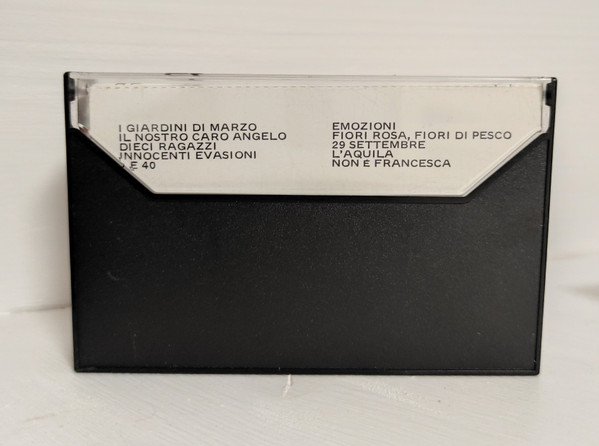 I GIARDINI DI MARZO
IL NOSTRO CARO ANGELO
DIECI RAGAZZI
INNOCENTI EVASIONI
E 40
EMOZIONI
FIORI ROSA, FIORI DI PESCO
29 SETTEMBRE
L'AQUILA
NON È FRANCESCA